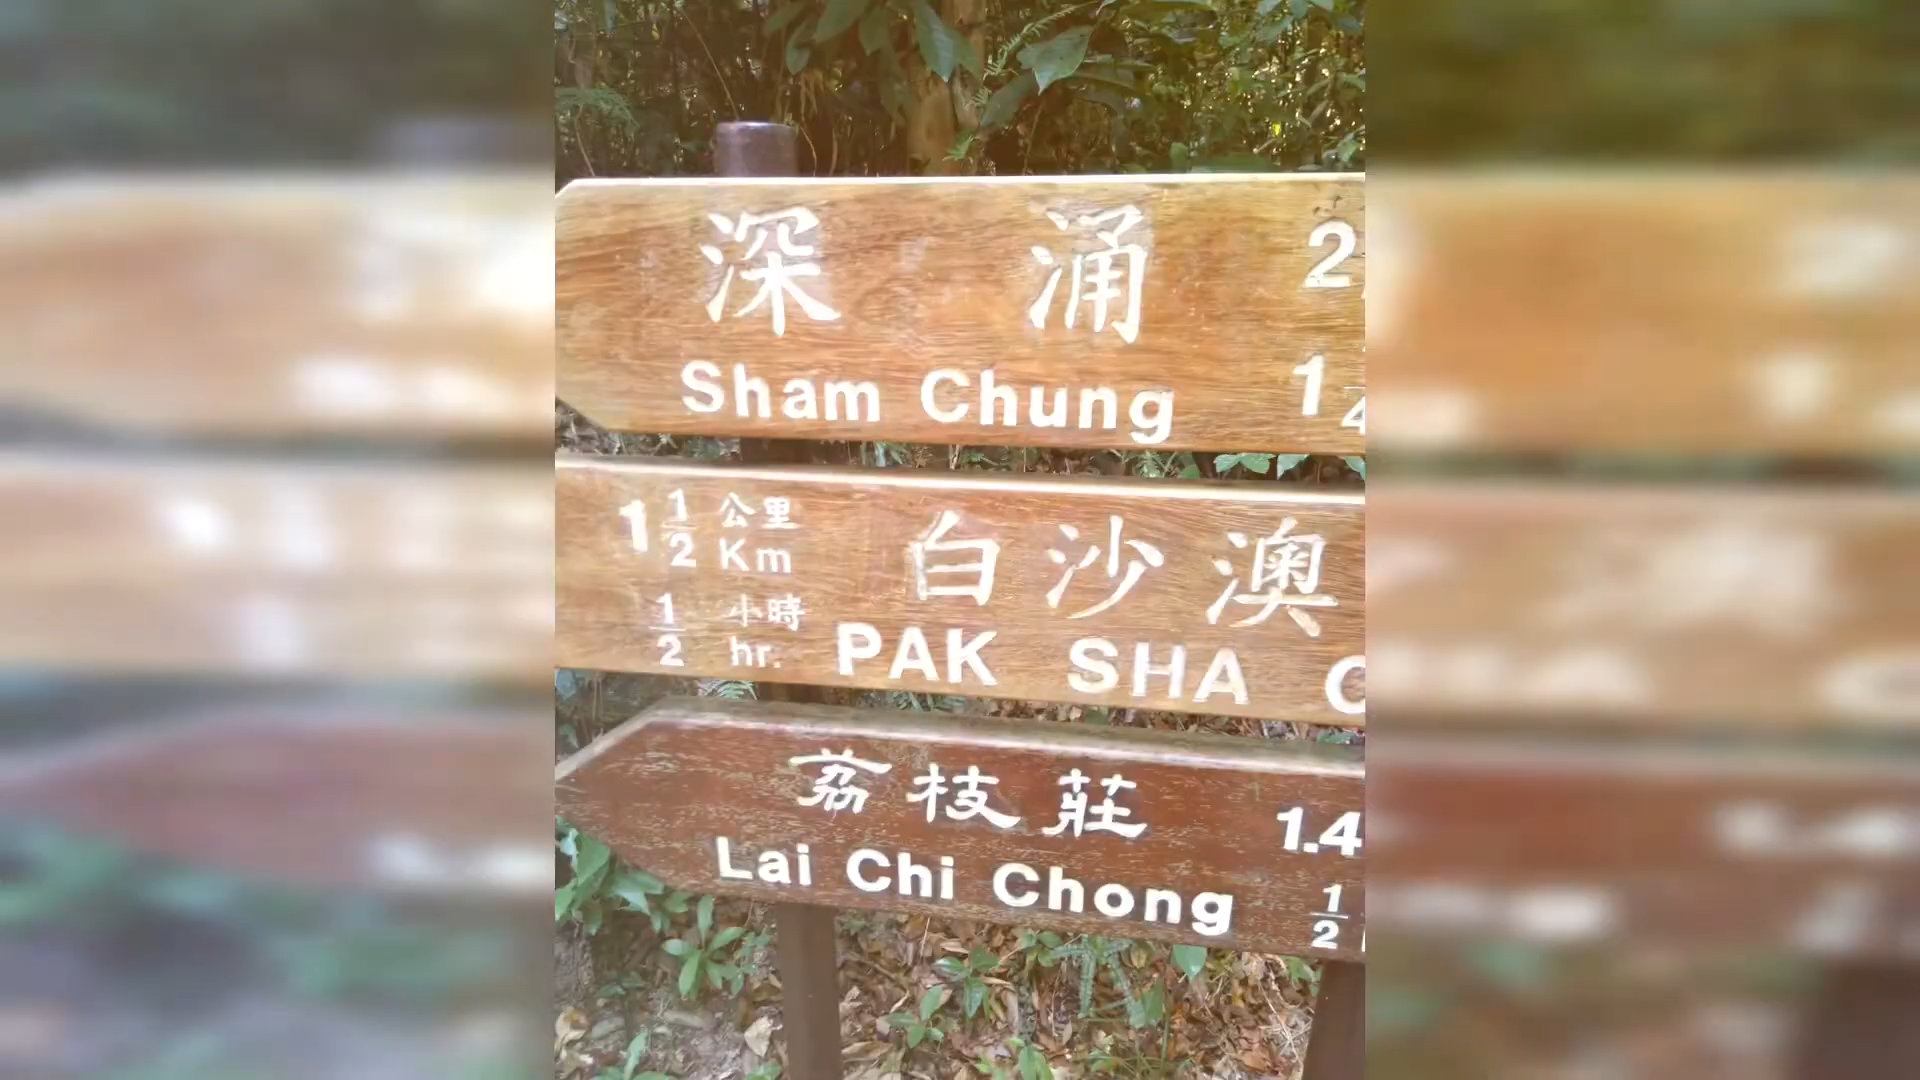 深涌 2
Sham Chung 1
1 1/2 公里 白沙澳
Km
1/2 小時
hr. PAK SHA
荔枝莊 1.4
Lai Chi Chong 1/2